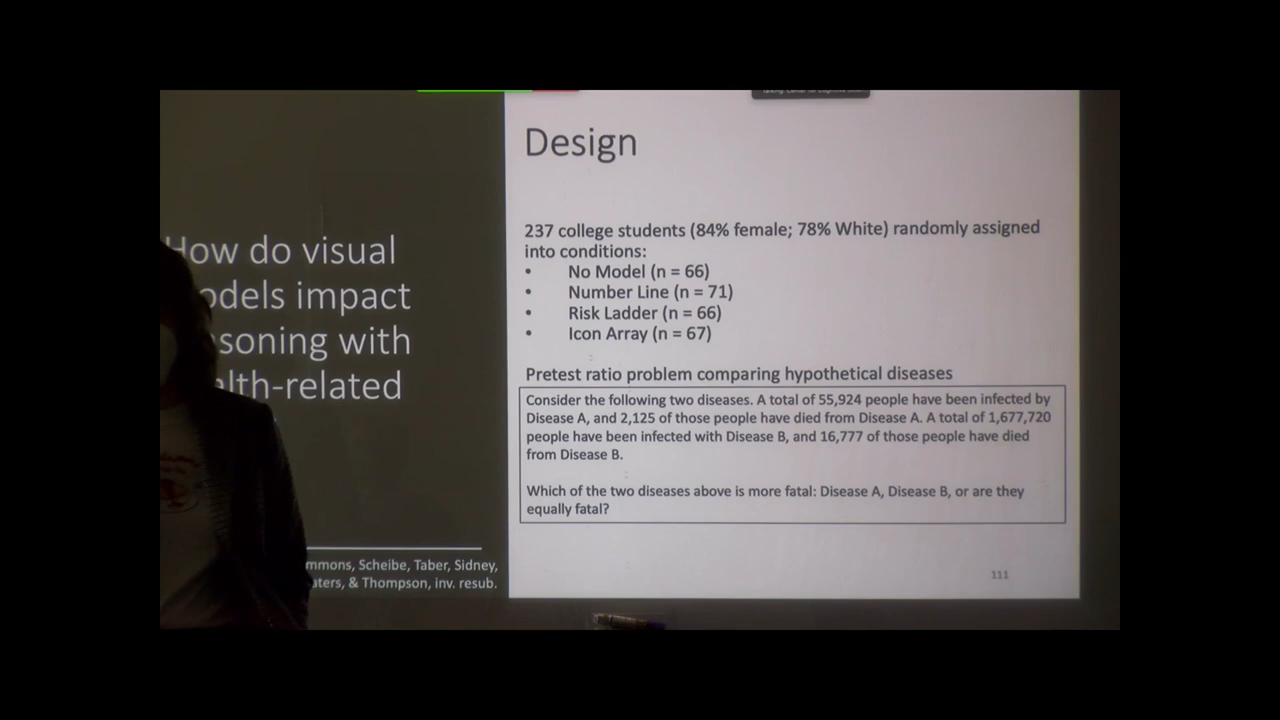 How do visual
models impact
soning with
lth-related
mmons, Scheibe, Taber, Sidney,
aters, & Thompson, inv. resub.
Design
237 college students (84% female; 78% White) randomly assigned
into conditions:
• No Model (n = 66)
• Number Line (n = 71)
• Risk Ladder (n = 66)
• Icon Array (n = 67)
Pretest ratio problem comparing hypothetical diseases
Consider the following two diseases. A total of 55,924 people have been infected by
Disease A, and 2,125 of those people have died from Disease A. A total of 1,677,720
people have been infected with Disease B, and 16,777 of those people have died
from Disease B.
Which of the two diseases above is more fatal: Disease A, Disease B, or are they
equally fatal?
111